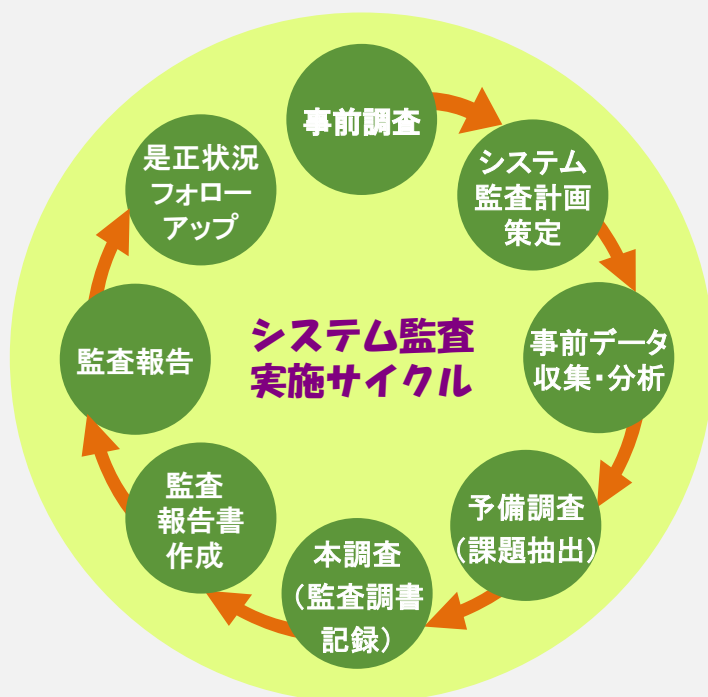 システム監査
実施サイクル
事前調査
システム
監査計画
策定
事前データ
収集・分析
予備調査
(課題抽出)
本調査
(監査調書
記録)
監査
報告書
作成
監査報告
是正状況
フォロー
アップ